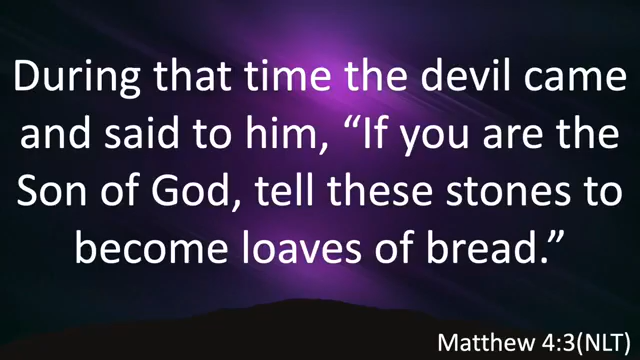 During that time the devil came
and said to him, “If you are the
Son of God, tell these stones to
become loaves of bread.”
Matthew 4:3(NLT)